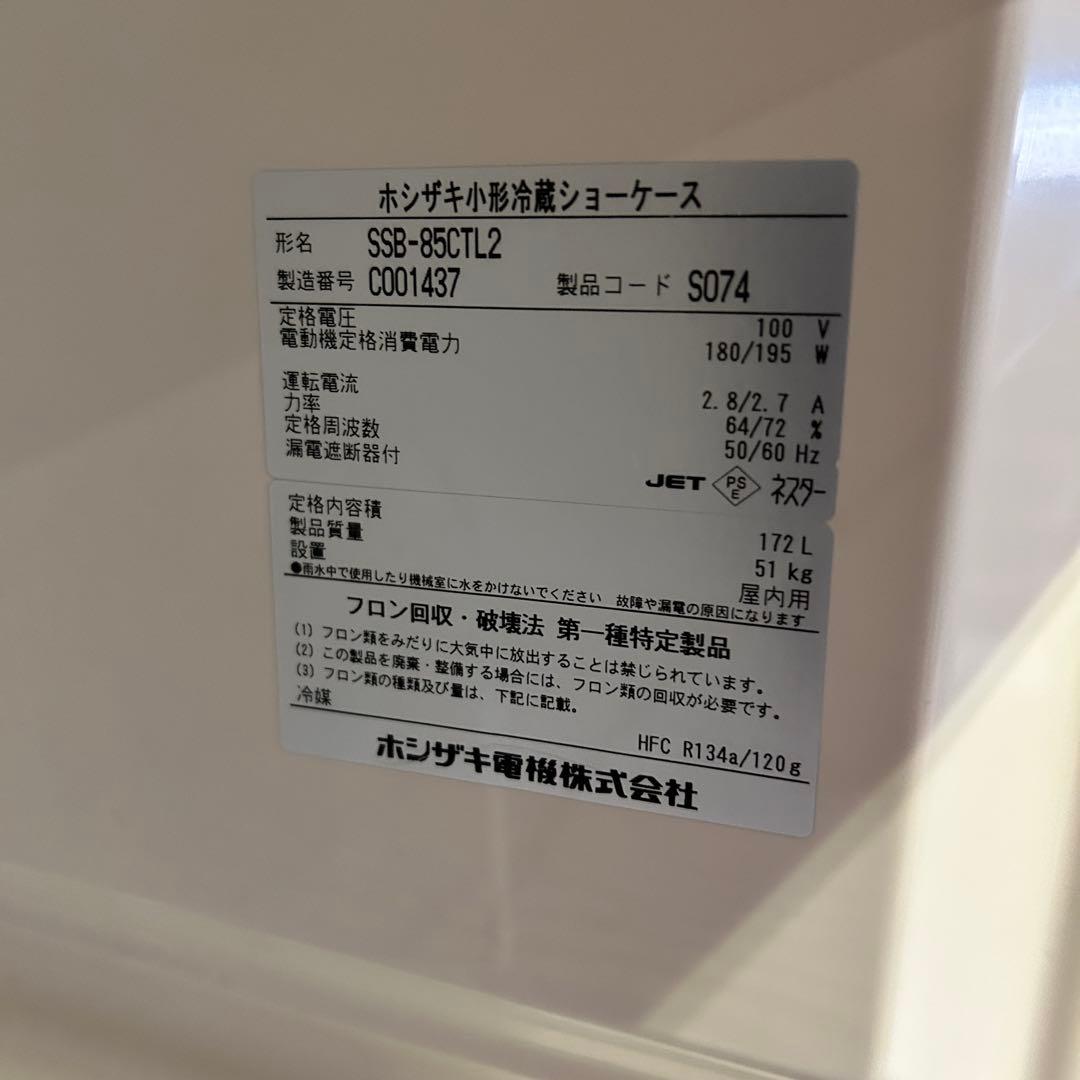 ホシザキ小形冷蔵ショーケース
形名 SSB-85CTL2
製造番号 C001437 製品コード S074
定格電圧 100 V
電動機定格消費電力 180/195 W
運転電流 2.8/2.7 A
力率 64/72 %
定格周波数 50/60 Hz
漏電遮断器付
JET PS E ネスター
定格内容積 172 L
製品質量 51 kg
設置 屋内用
●雨水中で使用したり機械室に水をかけないでください 故障や漏電の原因になります
フロン回収・破壊法 第一種特定製品
(1) フロン類をみだりに大気中に放出することは禁じられています。
(2) この製品を廃棄・整備する場合には、フロン類の回収が必要です。
(3) フロン類の種類及び量は、下記に記載。
冷媒 HFC R134a/120g
ホシザキ電機株式会社